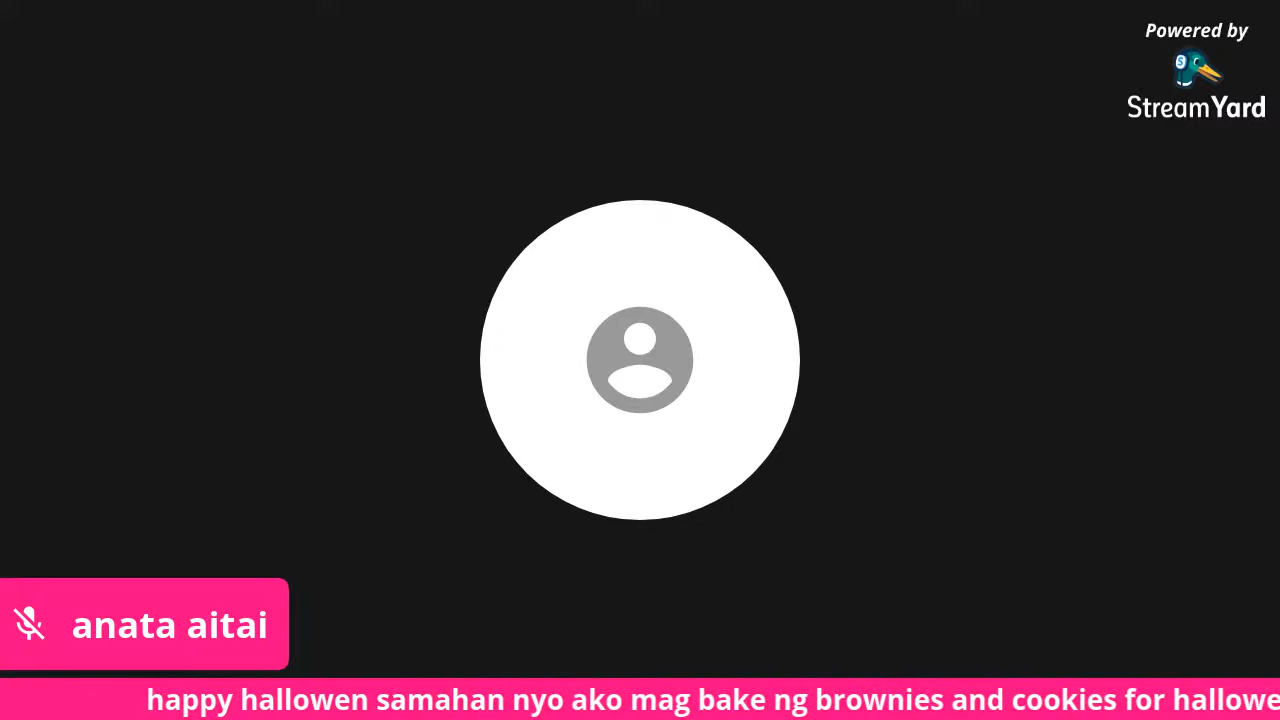 Powered by
S
StreamYard
anata aitai
happy hallowen samahan nyo ako mag bake ng brownies and cookies for hallowe